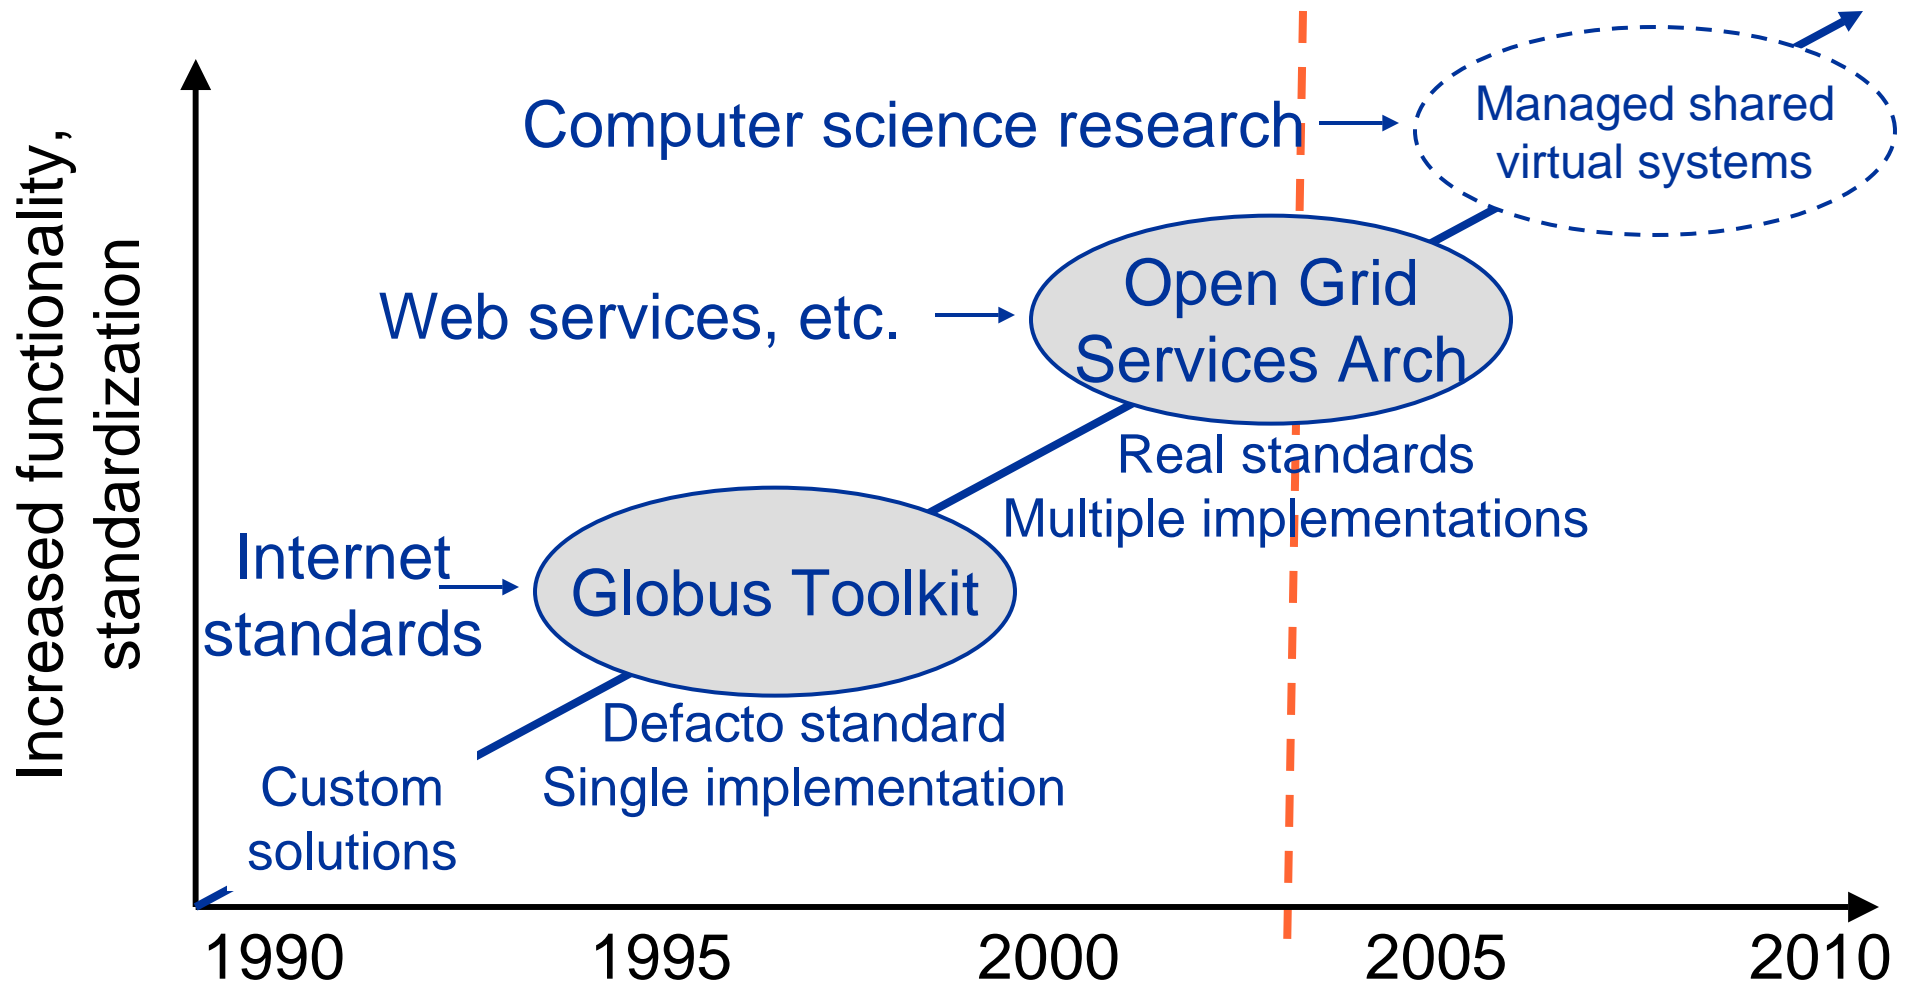 Increased functionality,
standardization
Computer science research
Managed shared
virtual systems
Web services, etc.
Open Grid
Services Arch
Real standards
Multiple implementations
Internet
standards
Globus Toolkit
Defacto standard
Single implementation
Custom
solutions
1990 1995 2000 2005 2010